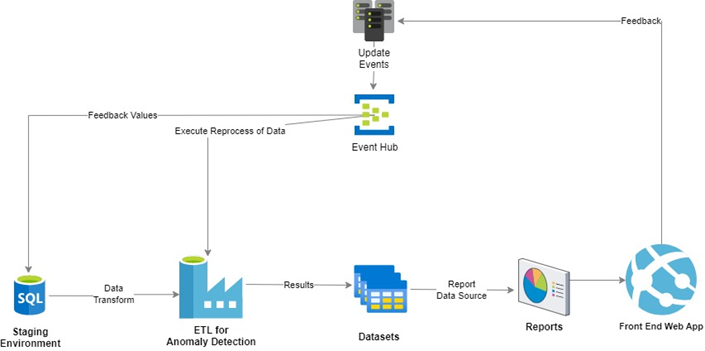 Feedback
Update
Events
Feedback Values
Execute Reprocess of Data
Event Hub
SQL
Data
Transform
Results
Report
Data Source
Staging
Environment
ETL for
Anomaly Detection
Datasets
Reports
Front End Web App